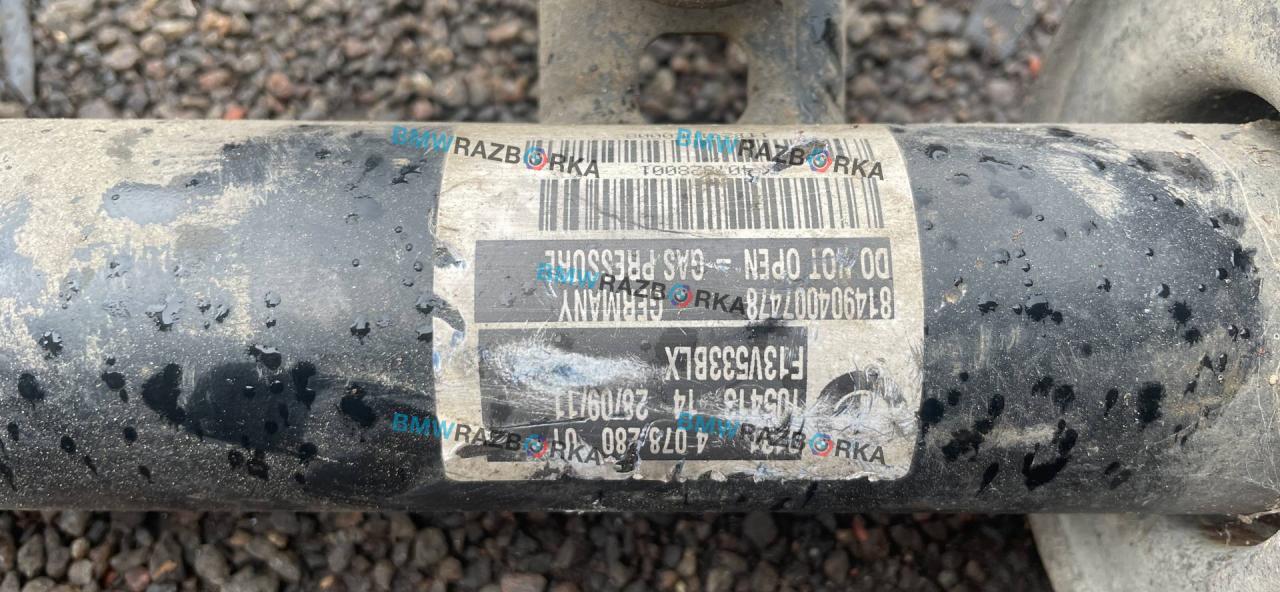 4 078 280
105413 14 28/09/11
F13V533BLX
814904007478 GERMANY
DO NOT OPEN = GAS PRESSURE
BMWRAZBORKA
BMWRAZBORKA
BMWRAZBORKA
BMWRAZBORKA
BMWRAZBORKA